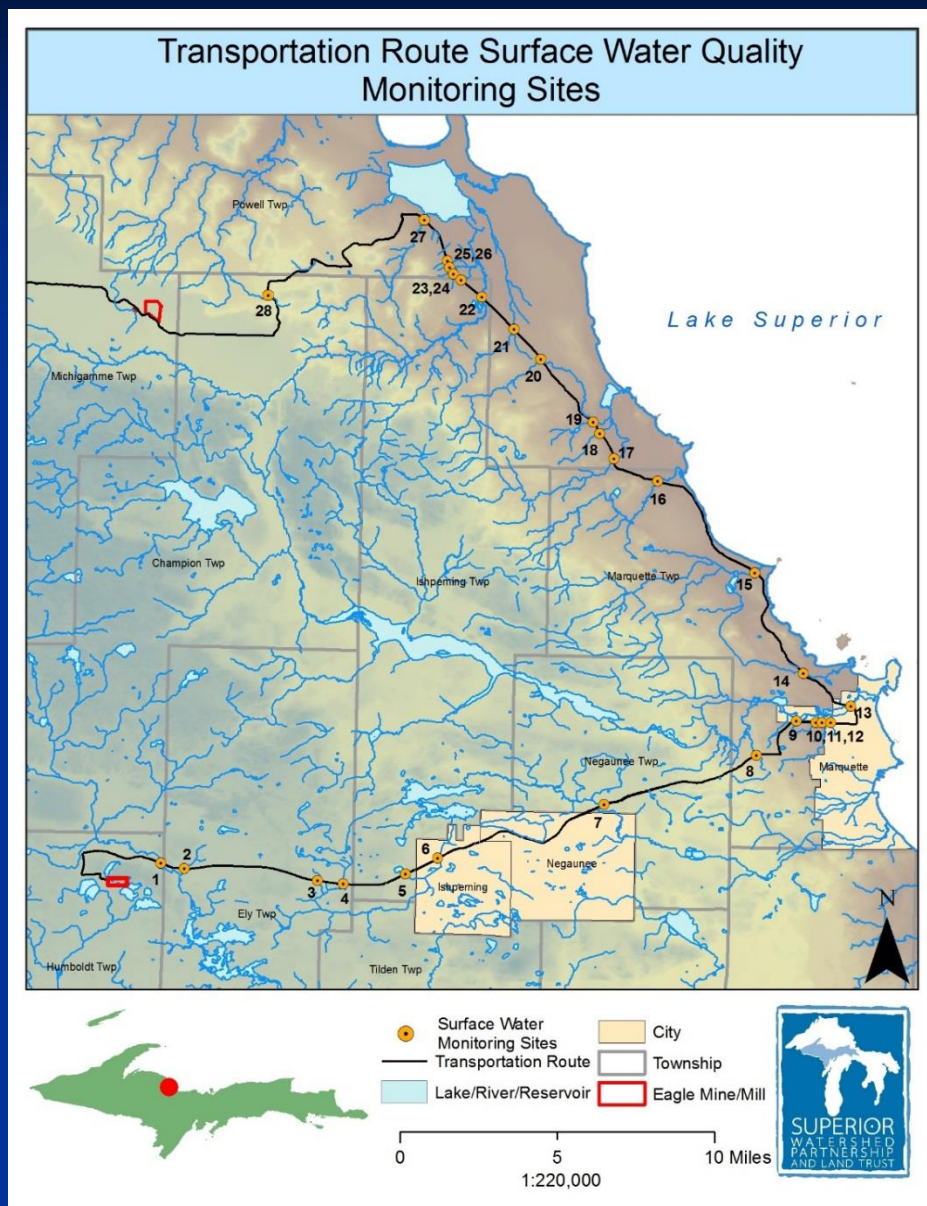 Transportation Route Surface Water Quality
Monitoring Sites
Powell Twp
27
25,26
23,24
28
22
Lake Superior
21
20
Michigamme Twp
19
18
17
16
Champion Twp
Ishpeming Twp
Marquette Twp
15
14
13
9
10,
11,12
8
Marquette
Negaunee Twp
7
6
Negaunee
2
1
3
4
5
Ishpeming
Ely Twp
N
Humboldt Twp
Tilden Twp
Surface Water
Monitoring Sites
Transportation Route
Lake/River/Reservoir
City
Township
Eagle Mine/Mill
0
5
10 Miles
1:220,000
SUPERIOR
WATERSHED
PARTNERSHIP
AND LAND TRUST